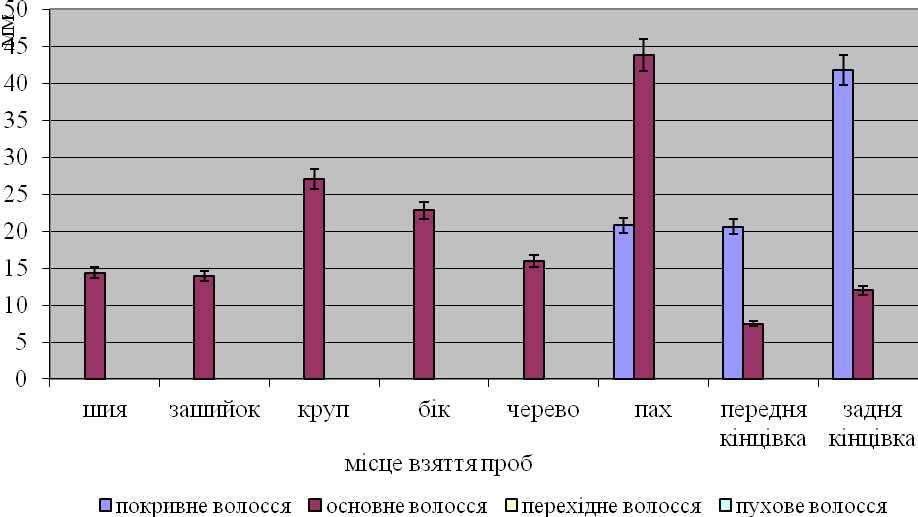 мм
50
45
40
35
30
25
20
15
10
5
0
шия зашийок круп бік черево пах передня кінцівка задня кінцівка
місце взяття проб
покривне волосся основне волосся перехідне волосся пухове волосся